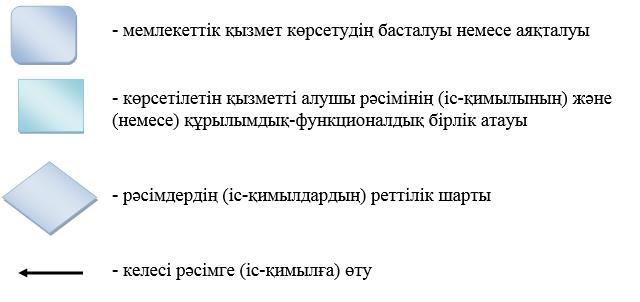 - мемлекеттік қызмет көрсетудің басталуы немесе аяқталуы
- көрсетілетін қызметті алушы рәсімінің (іс-қимылының) және
(немесе) құрылымдық-функционалдық бірлік атауы
- рәсімдердің (іс-қимылдардын) реттілік шарты
- келесі рәсімге (іс-қимылға) өту